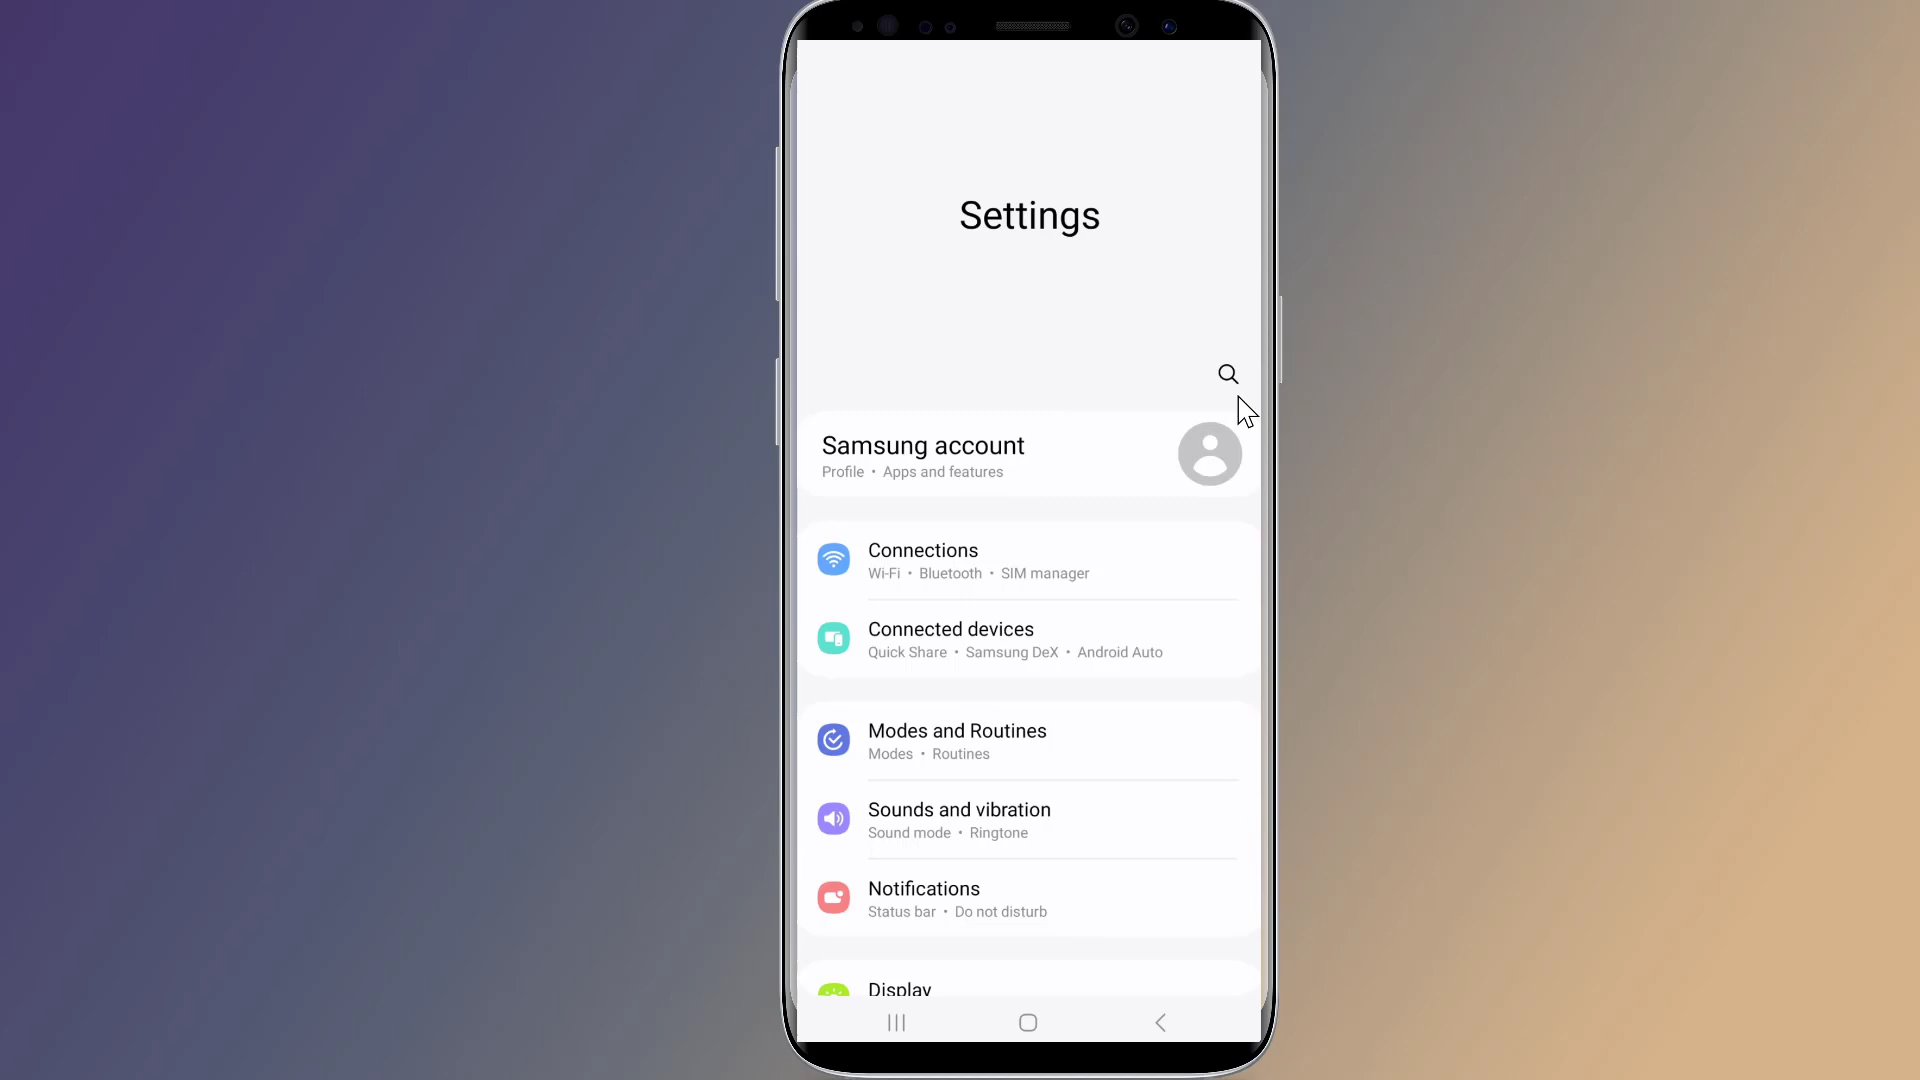 Settings
Samsung account
Profile • Apps and features
Connections
Wi-Fi • Bluetooth • SIM manager
Connected devices
Quick Share • Samsung DeX • Android Auto
Modes and Routines
Modes • Routines
Sounds and vibration
Sound mode • Ringtone
Notifications
Status bar • Do not disturb
Display